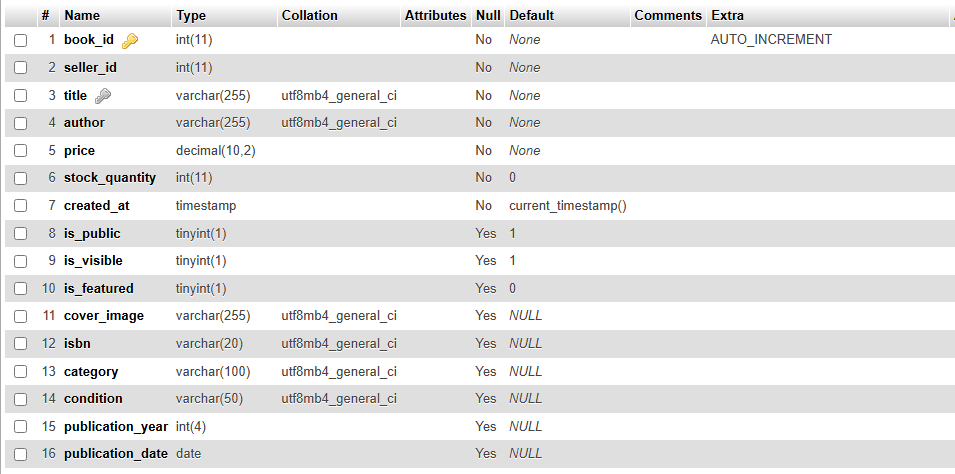 # Name Type Collation Attributes Null Default Comments Extra
1 book_id int(11) No None AUTO_INCREMENT
2 seller_id int(11) No None
3 title varchar(255) utf8mb4_general_ci No None
4 author varchar(255) utf8mb4_general_ci No None
5 price decimal(10,2) No None
6 stock_quantity int(11) No 0
7 created_at timestamp No current_timestamp()
8 is_public tinyint(1) Yes 1
9 is_visible tinyint(1) Yes 1
10 is_featured tinyint(1) Yes 0
11 cover_image varchar(255) utf8mb4_general_ci Yes NULL
12 isbn varchar(20) utf8mb4_general_ci Yes NULL
13 category varchar(100) utf8mb4_general_ci Yes NULL
14 condition varchar(50) utf8mb4_general_ci Yes NULL
15 publication_year int(4) Yes NULL
16 publication_date date Yes NULL